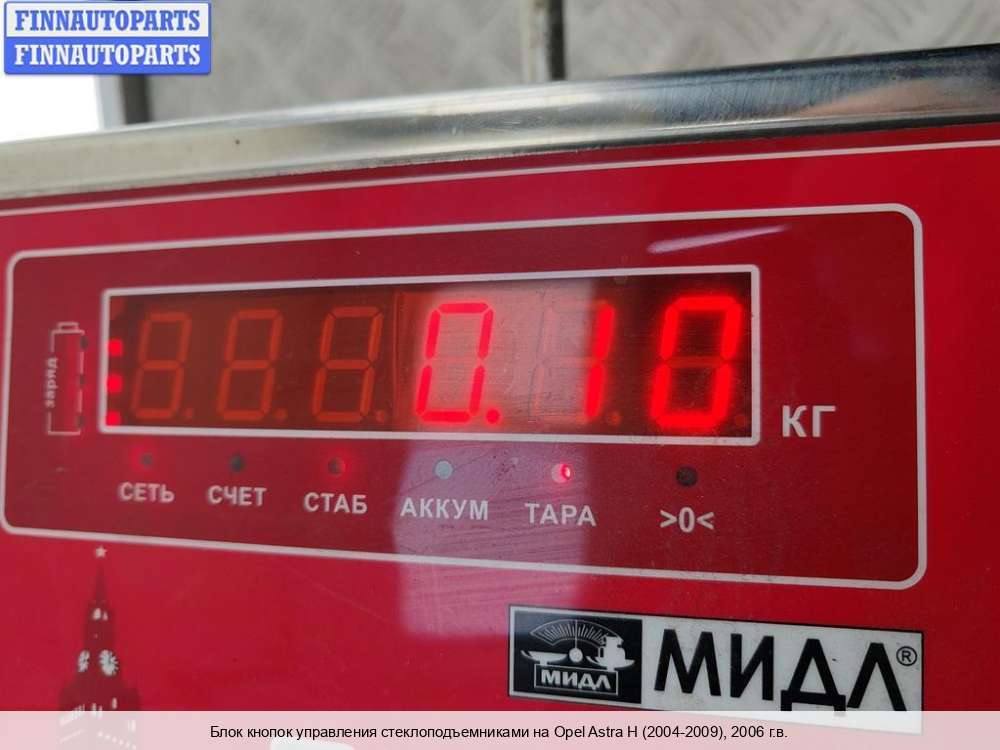 FINNAUTOPARTS
FINNAUTOPARTS
заряд
0.10 КГ
СЕТЬ СЧЕТ СТАБ АККУМ ТАРА >0<
МИДЛ МИДЛ®
Блок кнопок управления стеклоподъемниками на Opel Astra H (2004-2009), 2006 г.в.